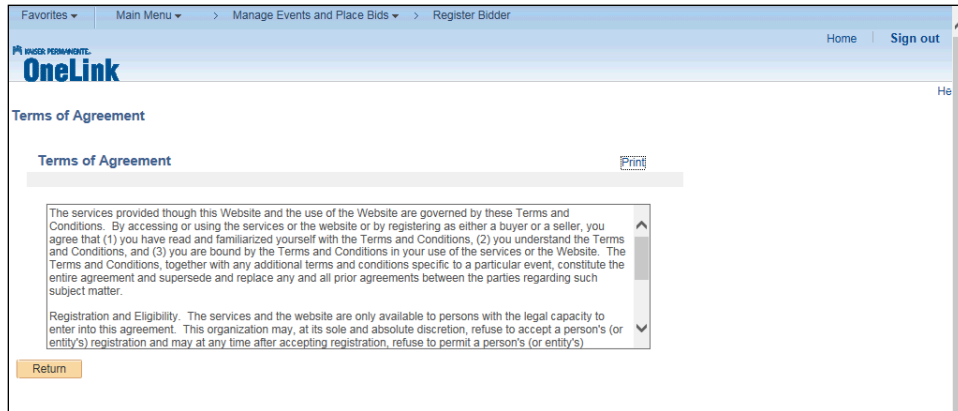 Favorites Main Menu > Manage Events and Place Bids > Register Bidder
Home Sign out
KAISER PERMANENTE.
OneLink
He
Terms of Agreement
Terms of Agreement Print
The services provided though this Website and the use of the Website are governed by these Terms and
Conditions. By accessing or using the services or the website or by registering as either a buyer or a seller, you
agree that (1) you have read and familiarized yourself with the Terms and Conditions, (2) you understand the Terms
and Conditions, and (3) you are bound by the Terms and Conditions in your use of the services or the Website. The
Terms and Conditions, together with any additional terms and conditions specific to a particular event, constitute the
entire agreement and supersede and replace any and all prior agreements between the parties regarding such
subject matter.
Registration and Eligibility. The services and the website are only available to persons with the legal capacity to
enter into this agreement. This organization may, at its sole and absolute discretion, refuse to accept a person's (or
entity's) registration and may at any time after accepting registration, refuse to permit a person's (or entity's)
Return